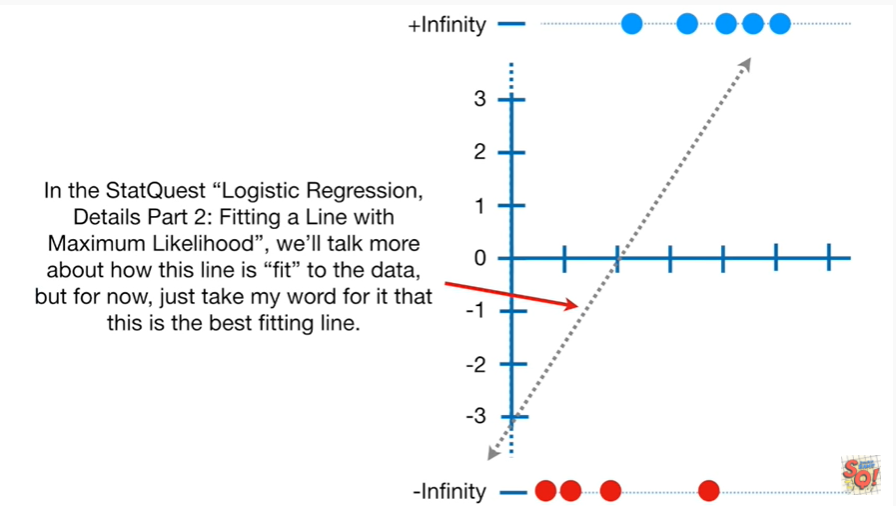 +Infinity
3
2
1
0
-1
-2
-3
-Infinity
In the StatQuest “Logistic Regression,
Details Part 2: Fitting a Line with
Maximum Likelihood”, we’ll talk more
about how this line is “fit” to the data,
but for now, just take my word for it that
this is the best fitting line.
SQ!